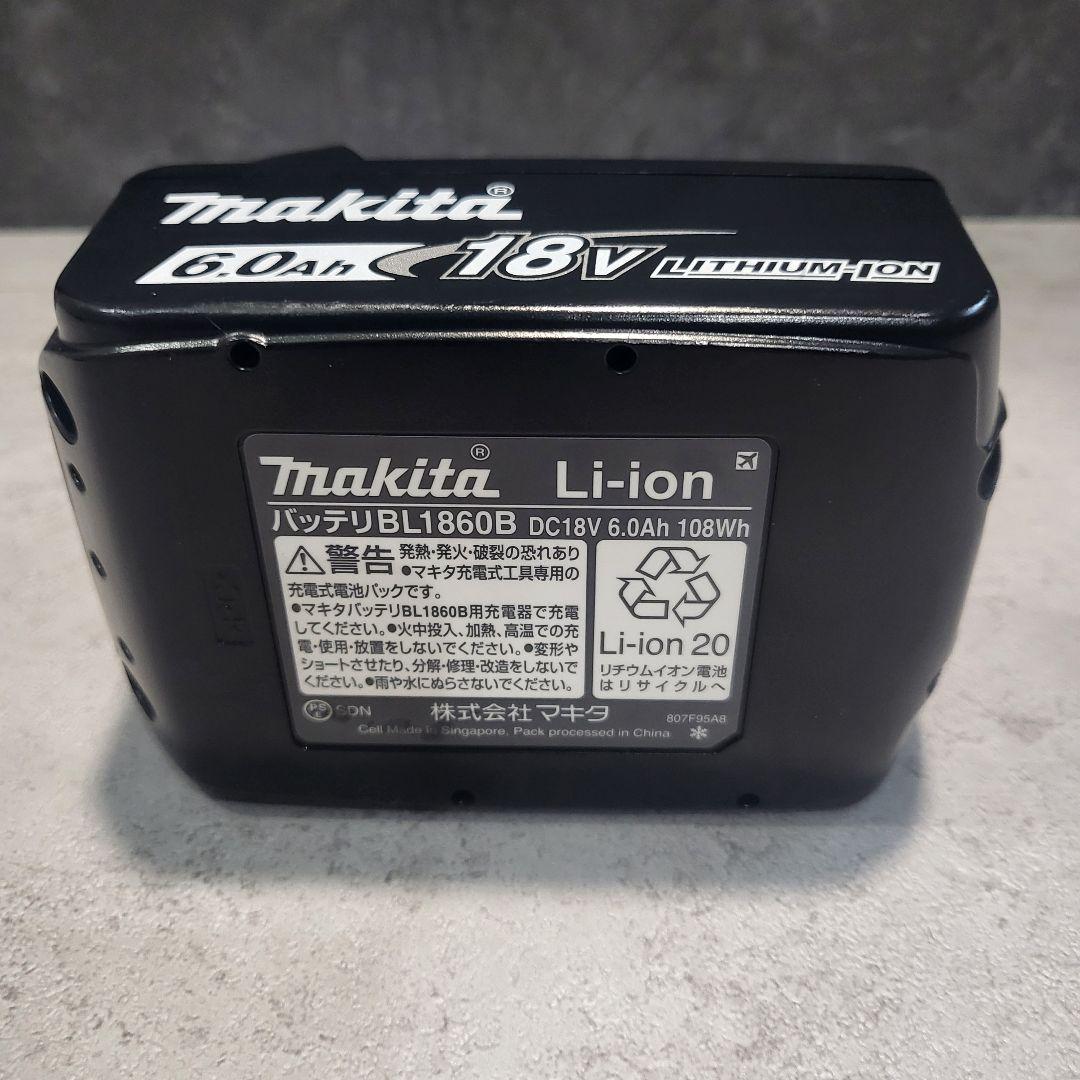 makita®
6.0Ah 18V LITHIUM-ION
makita® Li-ion
バッテリBL1860B DC18V 6.0Ah 108Wh
警告 発熱・発火・破裂の恐れあり
●マキタ充電式工具専用の
充電式電池パックです。
●マキタバッテリBL1860B用充電器で充電
してください。●火中投入、加熱、高温での充
電・使用・放置をしないでください。●変形や
ショートさせたり、分解・修理・改造をしないで
ください。●雨や水にぬらさないでください。
Li-ion 20
リチウムイオン電池
はリサイクルへ
PS E SDN 株式会社マキタ 807F95A8
Cell Made in Singapore, Pack processed in China